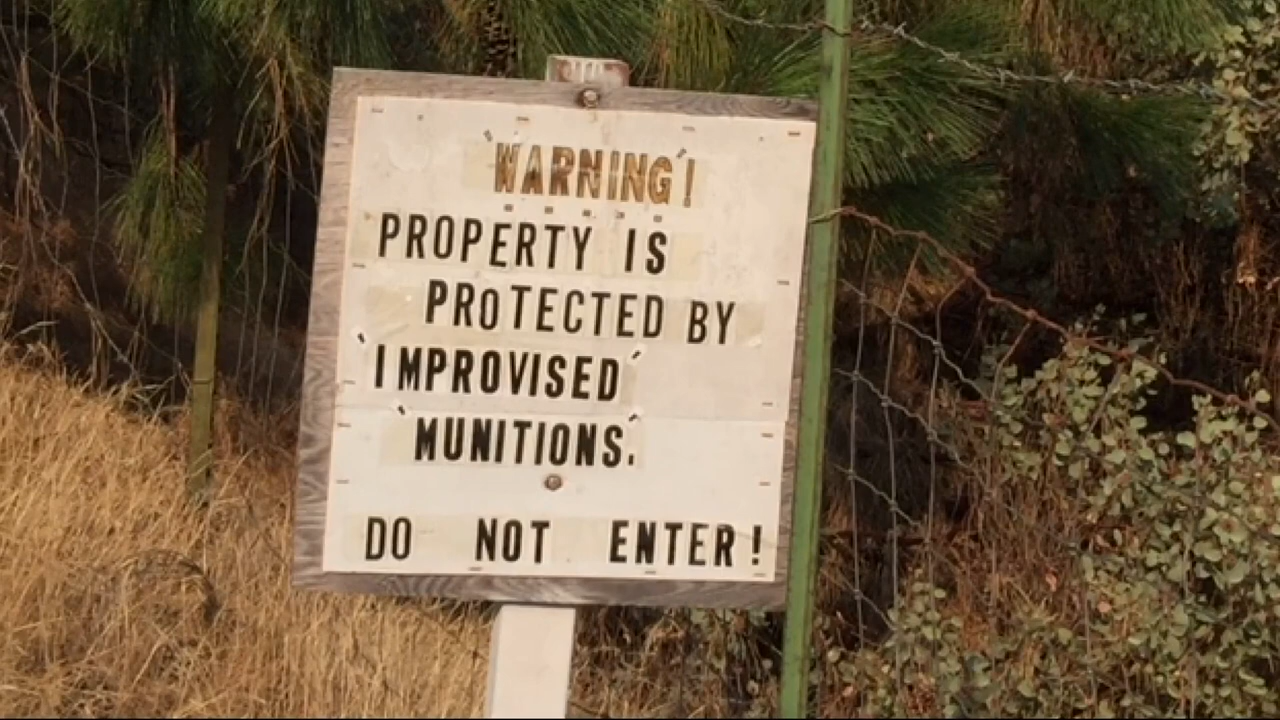 "WARNING"!
PROPERTY IS
PROTECTED BY
"IMPROVISED"
"MUNITIONS."
DO NOT ENTER!